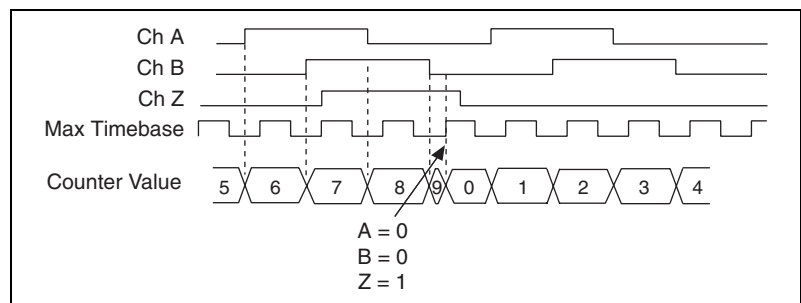 Ch A
Ch B
Ch Z
Max Timebase
Counter Value 5 6 7 8 9 0 1 2 3 4
A = 0
B = 0
Z = 1